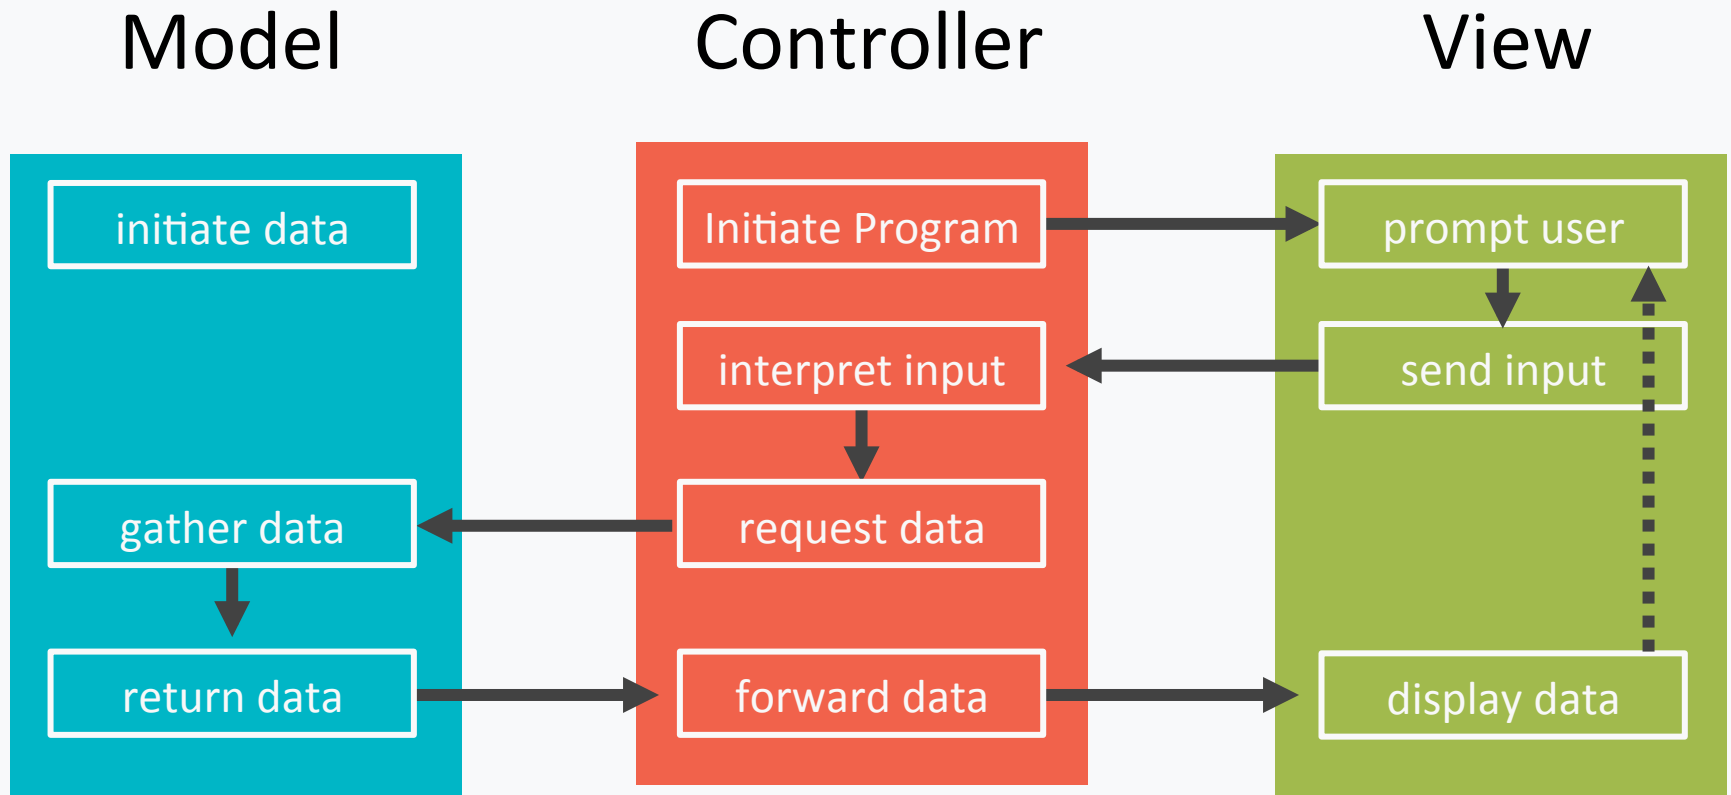 Model
Controller
View
initiate data
Initiate Program
prompt user
interpret input
send input
gather data
request data
return data
forward data
display data